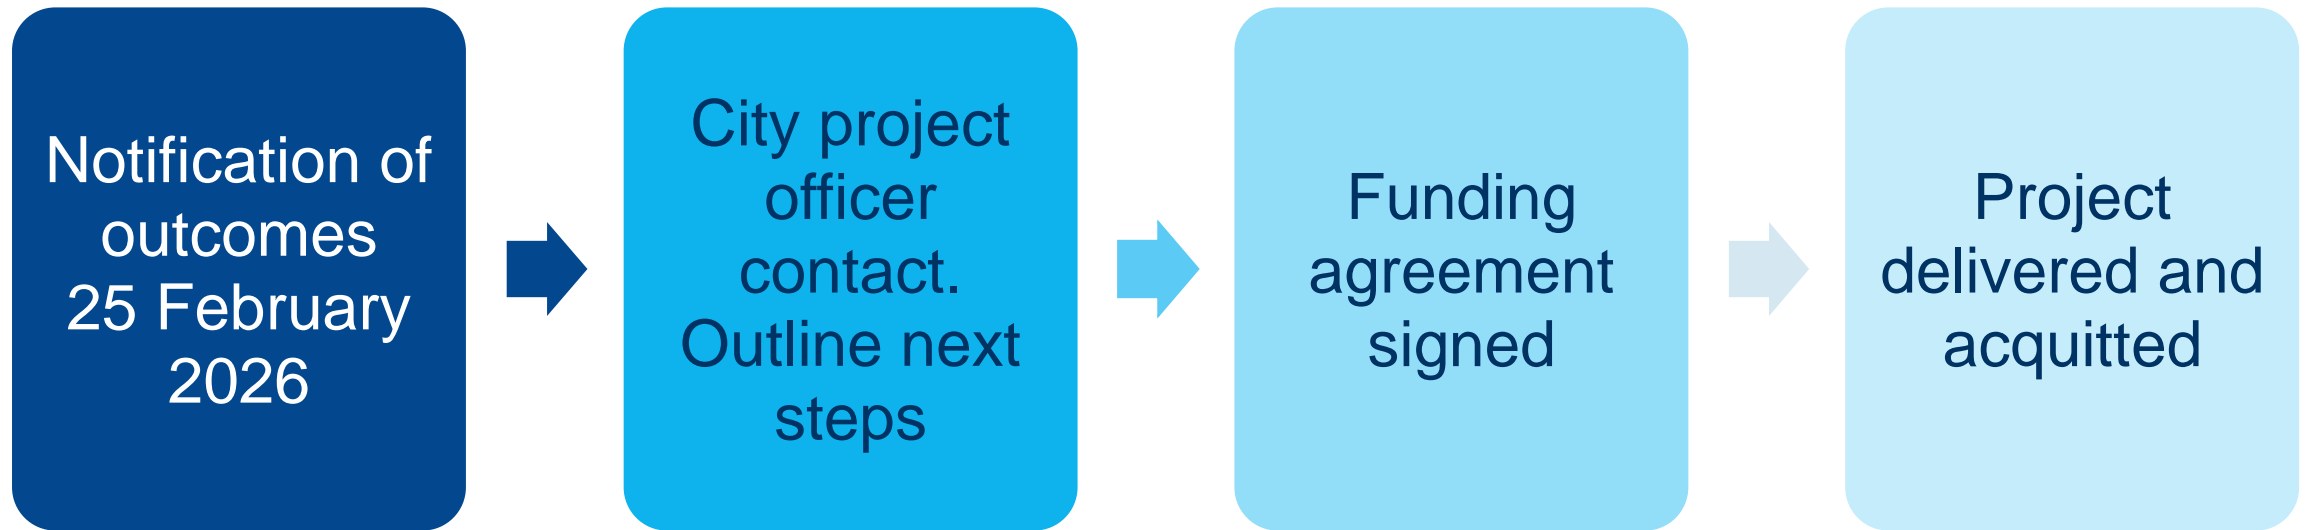 Notification of
outcomes
25 February
2026
City project
officer
contact.
Outline next
steps
Funding
agreement
signed
Project
delivered and
acquitted